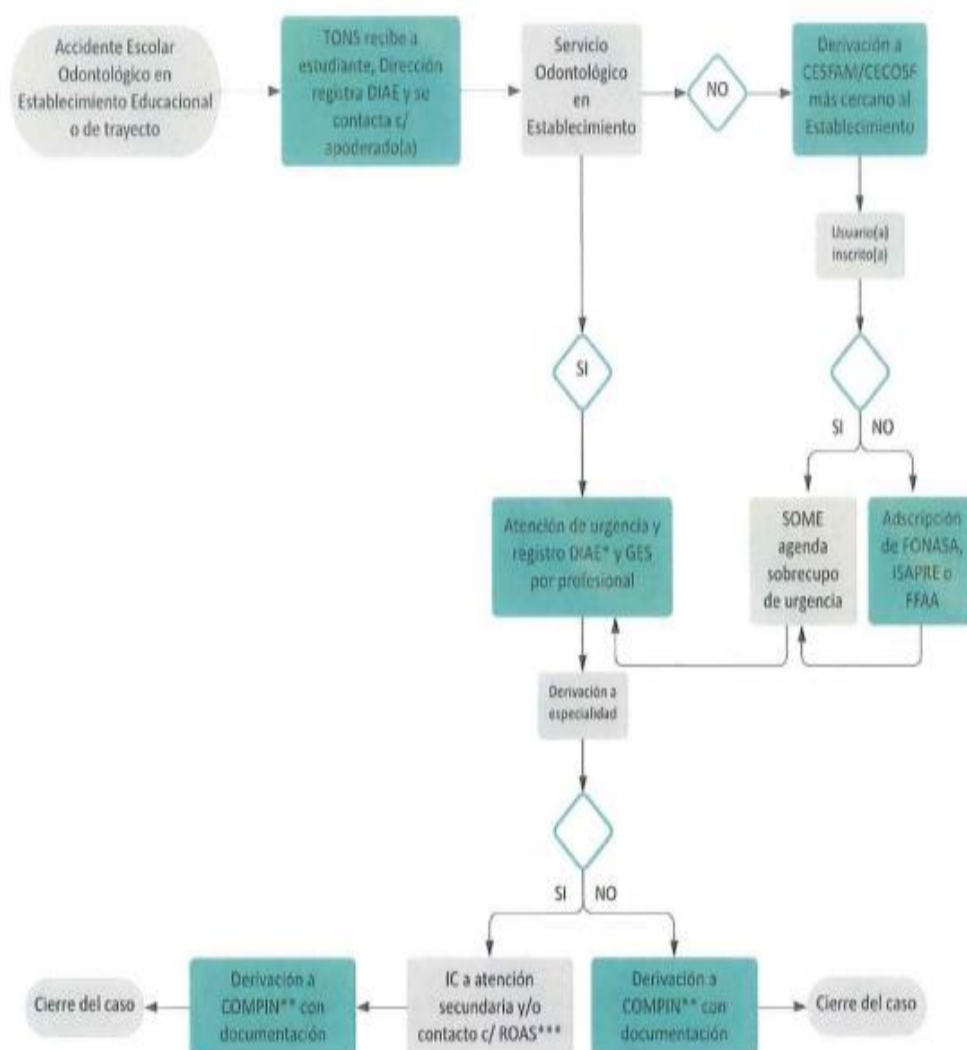 Accidente Escolar
Odontológico en
Establecimiento Educacional
o de trayecto
TONS recibe a
estudiante, Dirección
registra DIAE y se
contacta c/
apoderado(a)
Servicio
Odontológico
en
Establecimiento
NO
Derivación a
CESFAM/CECOSF
más cercano al
Establecimiento
Usuario(a)
inscrito(a)
SI
SI
NO
Atención de urgencia y
registro DIAE* y GES
por profesional
SOME
agenda
sobrecupo
de urgencia
Adscripción
de FONASA,
ISAPRE o
FFAA
Derivación a
especialidad
SI
NO
Cierre del caso
Derivación a
COMPIN** con
documentación
IC a atención
secundaria y/o
contacto c/ ROAS***
Derivación a
COMPIN** con
documentación
Cierre del caso